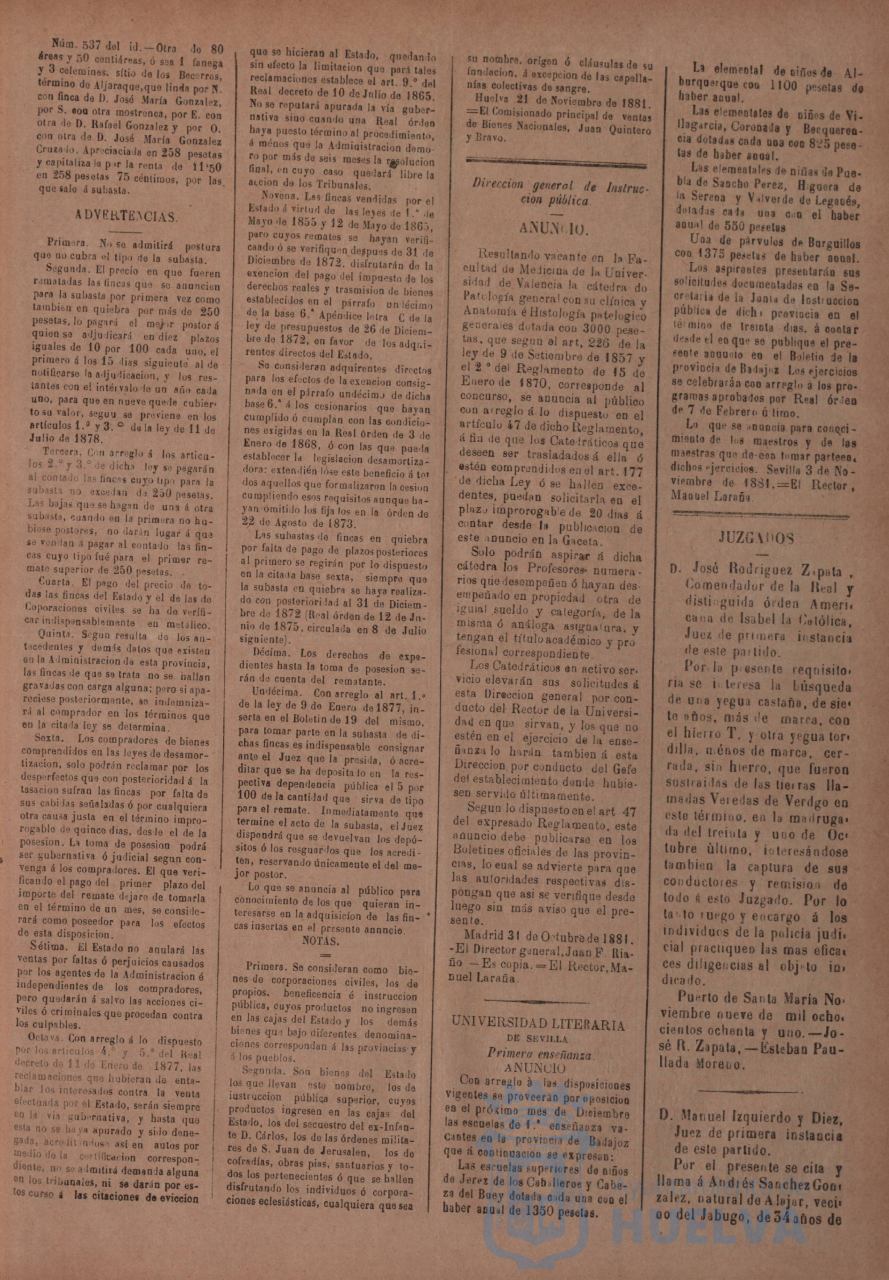 Núm. 537 del id.—Otra de 80
áreas y 50 centiáreas, ó sea 1 fanega
y 3 celemines, sitio de los Becerros,
término de Aljaraque, que linda por N.
con finca de D. José María Gonzalez,
por S. con otra mostrenca, por E. con
otra de D. Rafael Gonzalez y por O.
con otra de D. José María Gonzalez
Cruzado. Apreciaciada en 258 pesetas
y capitaliza la por la renta de 11'50
en 258 pesetas 75 céntimos, por las
que salo á subasta.
ADVERTENCIAS.
Primera. No se admitirá postura
que no cubra el tipo de la subasta.
Segunda. El precio en que fueren
rematadas las fincas que se anuncien
para la subasta por primera vez como
tambien en quiebra por más de 250
pesetas, lo pagará el mejor postor á
quien se adjudicará en diez plazos
iguales de 10 por 100 cada uno, el
primero á los 15 dias siguiente al de
notificarse la adjudicacion, y los res-
tantes con el intérvalo de un año cada
uno, para que en nueve quede cubier-
to su valor, seguu se previene en los
artículos 1.º y 3.º de la ley de 11 de
Julio de 1878.
Tercera. Con arreglo á los articu-
los 2.º y 3.º de dicha ley se pagarán
al contado las fincas cuyo tipo para la
subasta no excedan de 250 pesetas.
Las bajas que se hagan de una á otra
subasta, cuando en la primera no hu-
biese postores, no darán lugar á que
se vendan á pagar al contado las fin-
cas cuyo tipo fué para el primer re-
mate superior de 250 pesetas.
Cuarta. El pago del precio de to-
das las fincas del Estado y el de las de
Coporaciones civiles se ha de verifi-
car indispensablemente en metálico.
Quinta. Segun resulta de los an-
tecedentes y demás datos que existen
en la Administracion de esta provincia,
las fincas de que se trata no se nallan
gravadas con carga alguna; pero si apa-
reciese posteriormente, se indemniza-
rá al comprador en los términos que
en la citada ley se determina.
Sexta. Los compradores de bienes
comprendidos en las leyes de desamor-
tizacion, solo podrán reclamar por los
desperfectos que con posterioridad á la
tasacion sufran las fincas por falta de
sus cabidas señaladas ó por cualquiera
otra causa justa en el término impro-
rogable de quince dias, desde el de la
posesion. La toma de posesion podrá
ser gubernativa ó judicial segun con-
venga á los compradores. El que veri-
ficando el pago del primer plazo del
importe del remate dejare de tomarla
en el término de un mes, se conside-
rará como poseedor para los efectos
de esta disposicion.
Sétima. El Estado no anulará las
ventas por faltas ó perjuicios causados
por los agentes de la Administracion é
independientes de los compradores,
pero quedarán á salvo las acciones ci-
viles ó criminales que procedan contra
los culpables.
Octava. Con arreglo á lo dispuesto
por los artículos 4.º y 5.º del Real
decreto de 11 de Enero de 1877, las
reclamaciones que hubieran de enta-
blar los interesados contra la venta
efectuada por el Estado, serán siempre
en la via gubernativa, y hasta que
esta no se haya apurado y sido dene-
gada, acreditándose así en autos por
medio de la certificacion correspon-
diente, no se admitirá demanda alguna
en los tribunales, ni se darán por es-
tos curso á las citaciones de eviccion
que se hicieran al Estado, quedando
sin efecto la limitacion que para tales
reclamaciones establece el art. 9.º del
Real decreto de 10 de Julio de 1865.
No se reputará apurada la vía guber-
nativa sino cuando una Real órden
haya puesto término al procedimiento,
á ménos que la Administracion demo-
ro por más de seis meses la resolucion
final, en cuyo caso quedará libre la
accion de los Tribunales.
Novena. Las fincas vendidas por el
Estado á virtud de las leyes de 1.º de
Mayo de 1855 y 12 de Mayo de 1865,
pero cuyos remates se hayan verifi-
caado ó se verifiquen despues de 31 de
Diciembre de 1872, disfrutarán de la
exencion del pago del impuesto de los
derechos reales y trasmision de bienes
establecidos en el párrafo undécimo
de la base 6.ª Apéndice letra C de la
ley de presupuestos de 26 de Diciem-
bre de 1872, en favor de los adqui-
rentes directos del Estado.
Se consideran adquirentes directos
para los efectos de la exencion consig-
nada en el párrafo undécimo de dicha
base 6.ª á los cesionarios que hayan
cumplido ó cumplan con las condicio-
nes exigidas en la Real órden de 3 de
Enero de 1868, ó con las que pueda
establecer la legislacion desamortiza-
dora: extendiéndose este beneficio á to-
dos aquellos que formalizaron la cesion
cumpliendo esos requisitos aunque ha-
yan omitido los fijados en la órden de
22 de Agosto de 1873.
Las subastas de fincas en quiebra
por falta de pago de plazos posteriores
al primero se regirán por lo dispuesto
en la citada base sexta, siempre que
la subasta en quiebra se haya realiza-
do con posterioridad al 31 de Diciem-
bre de 1872 (Real órden de 12 de Ju-
nio de 1875, circulada en 8 de Julio
siguiente).
Décima. Los derechos de expe-
dientes hasta la toma de posesion se-
rán de cuenta del rematante.
Undécima. Con arreglo al art. 1.º
de la ley de 9 de Enero de 1877, in-
serta en el Boletin de 19 del mismo,
para tomar parte en la subasta de di-
chas fincas es indispensable consignar
ante el Juez que la presida, ó acre-
ditar que se ha depositado en la res-
pectiva dependencia pública el 5 por
100 de la cantidad que sirva de tipo
para el remate. Inmediatamente que
termine el acto de la subasta, el Juez
dispondrá que se devuelvan los depó-
sitos ó los resguardos que los acredi-
ten, reservando únicamente el del me-
jor postor.
Lo que se anuncia al público para
conocimiento de los que quieran in-
teresarse en la adquisicion de las fin-
cas insertas en el presente anuncio.
NOTAS.
Primera. Se consideran como bie-
nes de corporaciones civiles, los de
propios, beneficencia é instruccion
pública, cuyos productos no ingresen
en las cajas del Estado y los demás
bienes que bajo diferentes denomina-
ciones correspondan á las provincias y
á los pueblos.
Segunda. Son bienes del Estado
los que llevan este nombre, los de
iustruccion pública superior, cuyos
productos ingresen en las cajas del
Estado, los del secuestro del ex-Infan-
te D. Cárlos, los de las órdenes milita-
res de S. Juan de Jerusalen, los de
cofradías, obras pias, santuarios y to-
dos los pertenecientes ó que se hallen
disfrutando los individuos ó corpora-
ciones eclesiásticas, cualquiera que sea
su nombre, origen ó cláusulas de su
fundacion, á excepcion de las capella-
nías colectivas de sangre.
Huelva 21 de Noviembre de 1881.
=El Comisionado principal de ventas
de Bienes Nacionales, Juan Quintero
y Bravo.
Direccion general de Instruc-
cion pública.
ANUNCIO.
Resultando vacante en la Fa-
cultad de Medicina de la Univer-
sidad de Valencia la cátedra de
Patología general con su clínica y
Anatomía é Histología patelogico
generales dotada con 3000 pese-
tas, que segun el art, 226 de la
ley de 9 de Setiembre de 1857 y
el 2.º del Reglamento de 15 de
Enero de 1870, corresponde al
concurso, se anuncia al público
con arreglo á lo dispuesto en el
artículo 47 de dicho Reglamento,
á fin de que los Catedráticos que
deseen ser trasladados á ella ó
estén comprendidos en el art. 177
de dicha Ley ó se hallen exce-
dentes, puedan solicitarla en el
plazo improrogable de 20 dias á
contar desde la publicacion de
este anuncio en la Gaceta.
Solo podrán aspirar á dicha
cátedra los Profesores numera-
rios que desempeñen ó hayan des-
empeñado en propiedad otra de
iguial sueldo y categoría, de la
misma ó análoga asignatura, y
tengan el título académico y pro
fesional correspondiente.
Los Catedráticos en activo ser-
vicio elevarán sus solicitudes á
esta Direccion general por con-
ducto del Rector de la Universi-
dad en que sirvan, y los que no
estén en el ejercicio de la ense-
ñanza lo harán tambien á esta
Direccion por conducto del Gefe
del establecimiento donde hubie-
sen servido últimamente.
Segun lo dispuesto en el art. 47
del expresado Reglamento, este
anuncio debe publicarse en los
Boletines oficiales de las provin-
cias, lo eual se advierte para que
las autoridades respectivas dis-
pongan que asi se verifique desde
luego sin más aviso que el pre-
sente.
Madrid 31 de Octubre de 1881.
-El Director general, Juan F. Ria-
ño —Es copia.=El Rector, Ma-
nuel Laraña.
UNIVERSIDAD LITERARIA
DE SEVILLA.
Primera enseñanza.
ANUNCIO
Con arreglo á las disposiciones
vigentes se proveerán por oposicion
en el próximo mes de Diciembre
las escuelas de 1.ª enseñanza va-
cantes en la provincia de Badajoz
que á continuacion se expresan:
Las escuelas superiores de niños
de Jerez de los Caballeros y Cabe-
za del Buey dotada cada una con el
haber anual de 1350 pesetas.
La elemental de niños de Al-
burquerque con 1100 pesetas de
haber anual.
Las elementales de niños de Vi-
llagarcia, Coronada y Becqueren-
cia dotadas cada una con 825 pese-
tas de haber anual.
Las elementales de niñas de Pue-
bla de Sancho Perez, Higuera de
la Serena y Valverde de Leganés,
dotadas cada una con el haber
anual de 550 pesetas
Una de párvulos de Burguillos
con 1375 pesetas de haber anual.
Los aspirantes presentarán sus
solicitudes documentadas en la Se-
cretaría de la Junta de Instruccion
pública de dicha provincia en el
término de treinta dias, á contar
desde el en que se publique el pre-
sente anuncio en el Boletin de la
provincia de Badajoz Los ejercicios
se celebrarán con arreglo á los pro-
gramas aprobados por Real órden
de 7 de Febrero último.
Lo que se anuncia para conoci-
miento de los maestros y de las
maestras que deseen tomar parte en
dichos ejercicios. Sevilla 3 de No-
viembre de 1881.=El Rector,
Manuel Laraña.
JUZGADOS
D. José Rodriguez Zapata,
Comendador de la Real y
distinguida órden Ameri-
cana de Isabel la Católica,
Juez de primera instancia
de este partido.
Por la presente requisito-
ria se interesa la búsqueda
de una yegua castaña, de sie-
te años, más de marca, con
el hierro T. y otra yegua tor-
dilla, ménos de marca, cer-
rada, sin hierro, que fueron
sustraidas de las tierras lla-
madas Veredas de Verdgo en
este término, en la madruga-
da del treinta y uno de Oc-
tubre último, interesándose
tambien la captura de sus
conductores y remision de
todo á este Juzgado. Por lo
tanto ruego y encargo á los
individuos de la policía judi-
cial practiquen las mas efica-
ces diligencias al objeto in-
dicado.
Puerto de Santa María No-
viembre nueve de mil ocho-
cientos ochenta y uno.—Jo-
sé R. Zapata,—Esteban Pau-
llada Moreno.
D. Manuel Izquierdo y Diez,
Juez de primera instancia
de este partido.
Por el presente se cita y
llama á Andrés Sanchez Gon-
zalez, natural de Alajar, veci-
no del Jabugo, de 34 años de
HUELVA